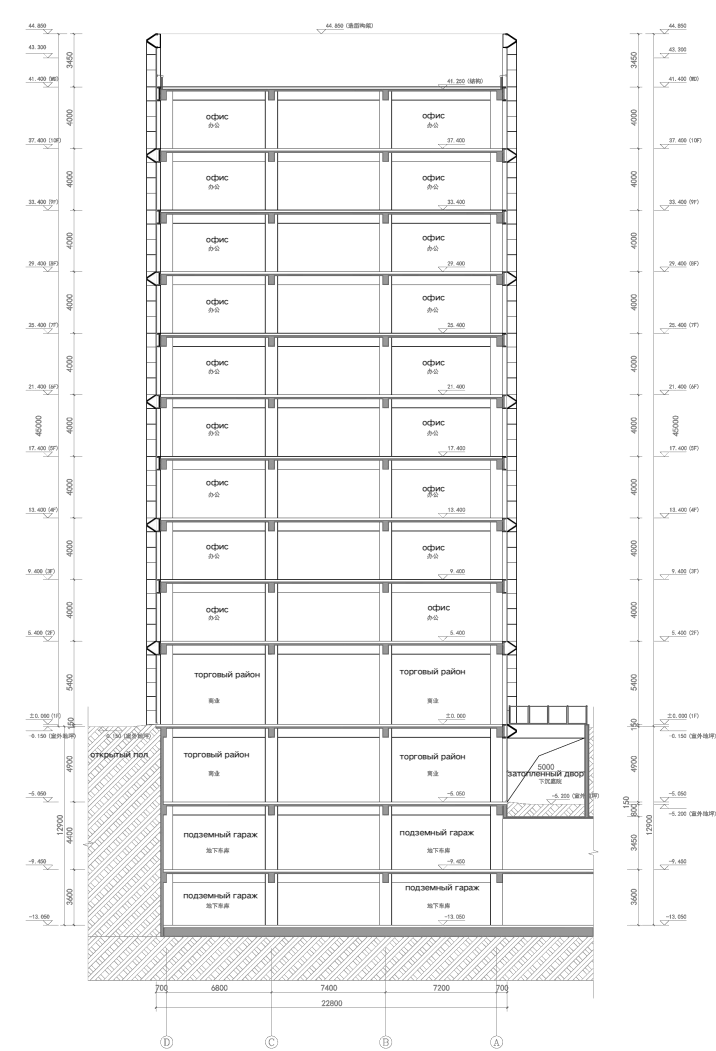 44.850
44.850 (造型构架)
44.850
43.300
43.300
3450
3450
41.400
41.250 (结构)
41.400
офис
办公
офис
办公
4000
4000
37.400 (10F)
37.400
37.400 (10F)
офис
办公
офис
办公
4000
4000
33.400 (9F)
33.400
33.400 (9F)
офис
办公
офис
办公
4000
4000
29.400 (8F)
29.400
29.400 (8F)
офис
办公
офис
办公
4000
4000
25.400 (7F)
25.400
25.400 (7F)
офис
办公
офис
办公
4000
4000
21.400 (6F)
21.400
21.400 (6F)
45000
офис
办公
офис
办公
4000
4000
45000
17.400 (5F)
17.400
17.400 (5F)
офис
办公
офис
办公
4000
4000
13.400 (4F)
13.400
13.400 (4F)
офис
办公
офис
办公
4000
4000
9.400 (3F)
9.400
9.400 (3F)
офис
办公
офис
办公
4000
4000
5.400 (2F)
5.400
5.400 (2F)
торговый район
商业
торговый район
商业
5400
5400
±0.000 (1F)
±0.000
±0.000 (1F)
150
150
-0.150 (室外地坪)
-0.150 (室外地坪)
-0.150 (室外地坪)
открытый пол
торговый район
商业
торговый район
商业
5000
затопленный двор
下沉庭院
4900
4900
-5.050
-5.050
-5.200 (室外地坪)
-5.050
150
800
-5.200 (室外地坪)
12900
4400
подземный гараж
地下车库
подземный гараж
地下车库
3450
12900
-9.450
-9.450
-9.450
3600
подземный гараж
地下车库
подземный гараж
地下车库
3600
-13.050
-13.050
-13.050
700 6800 7400 7200 700
22800
D C B A